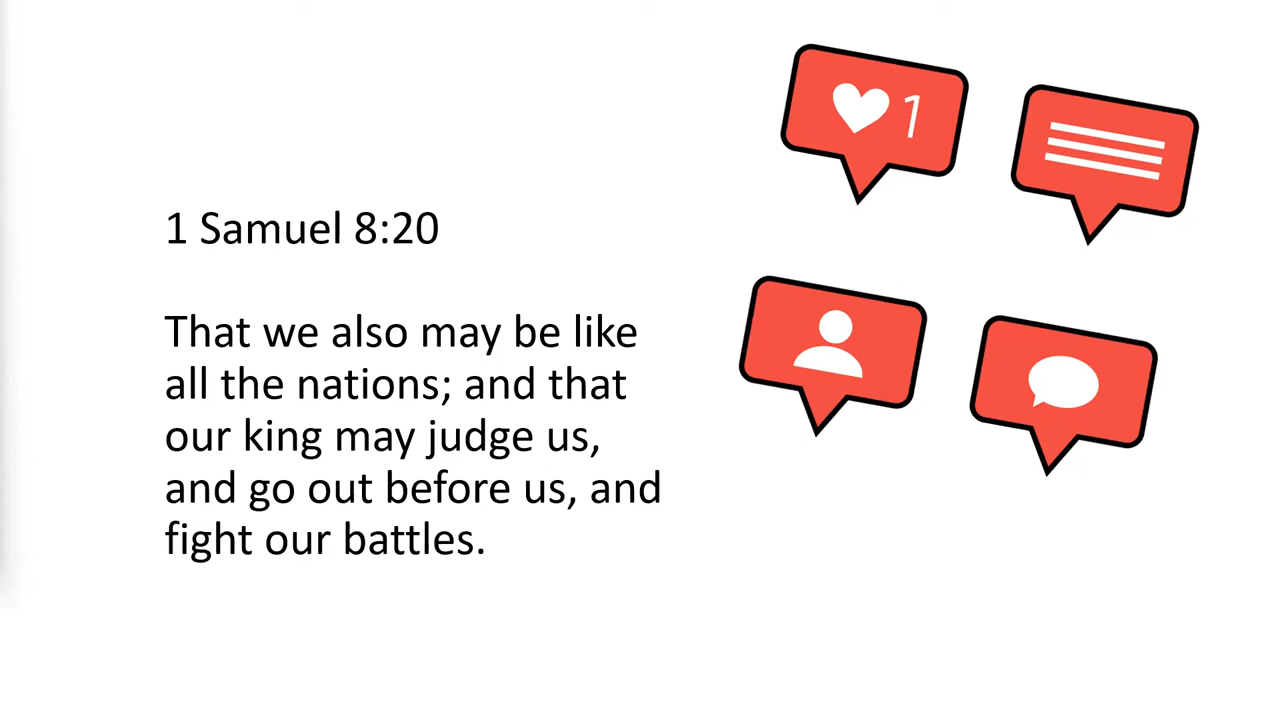 1
1 Samuel 8:20
That we also may be like
all the nations; and that
our king may judge us,
and go out before us, and
fight our battles.